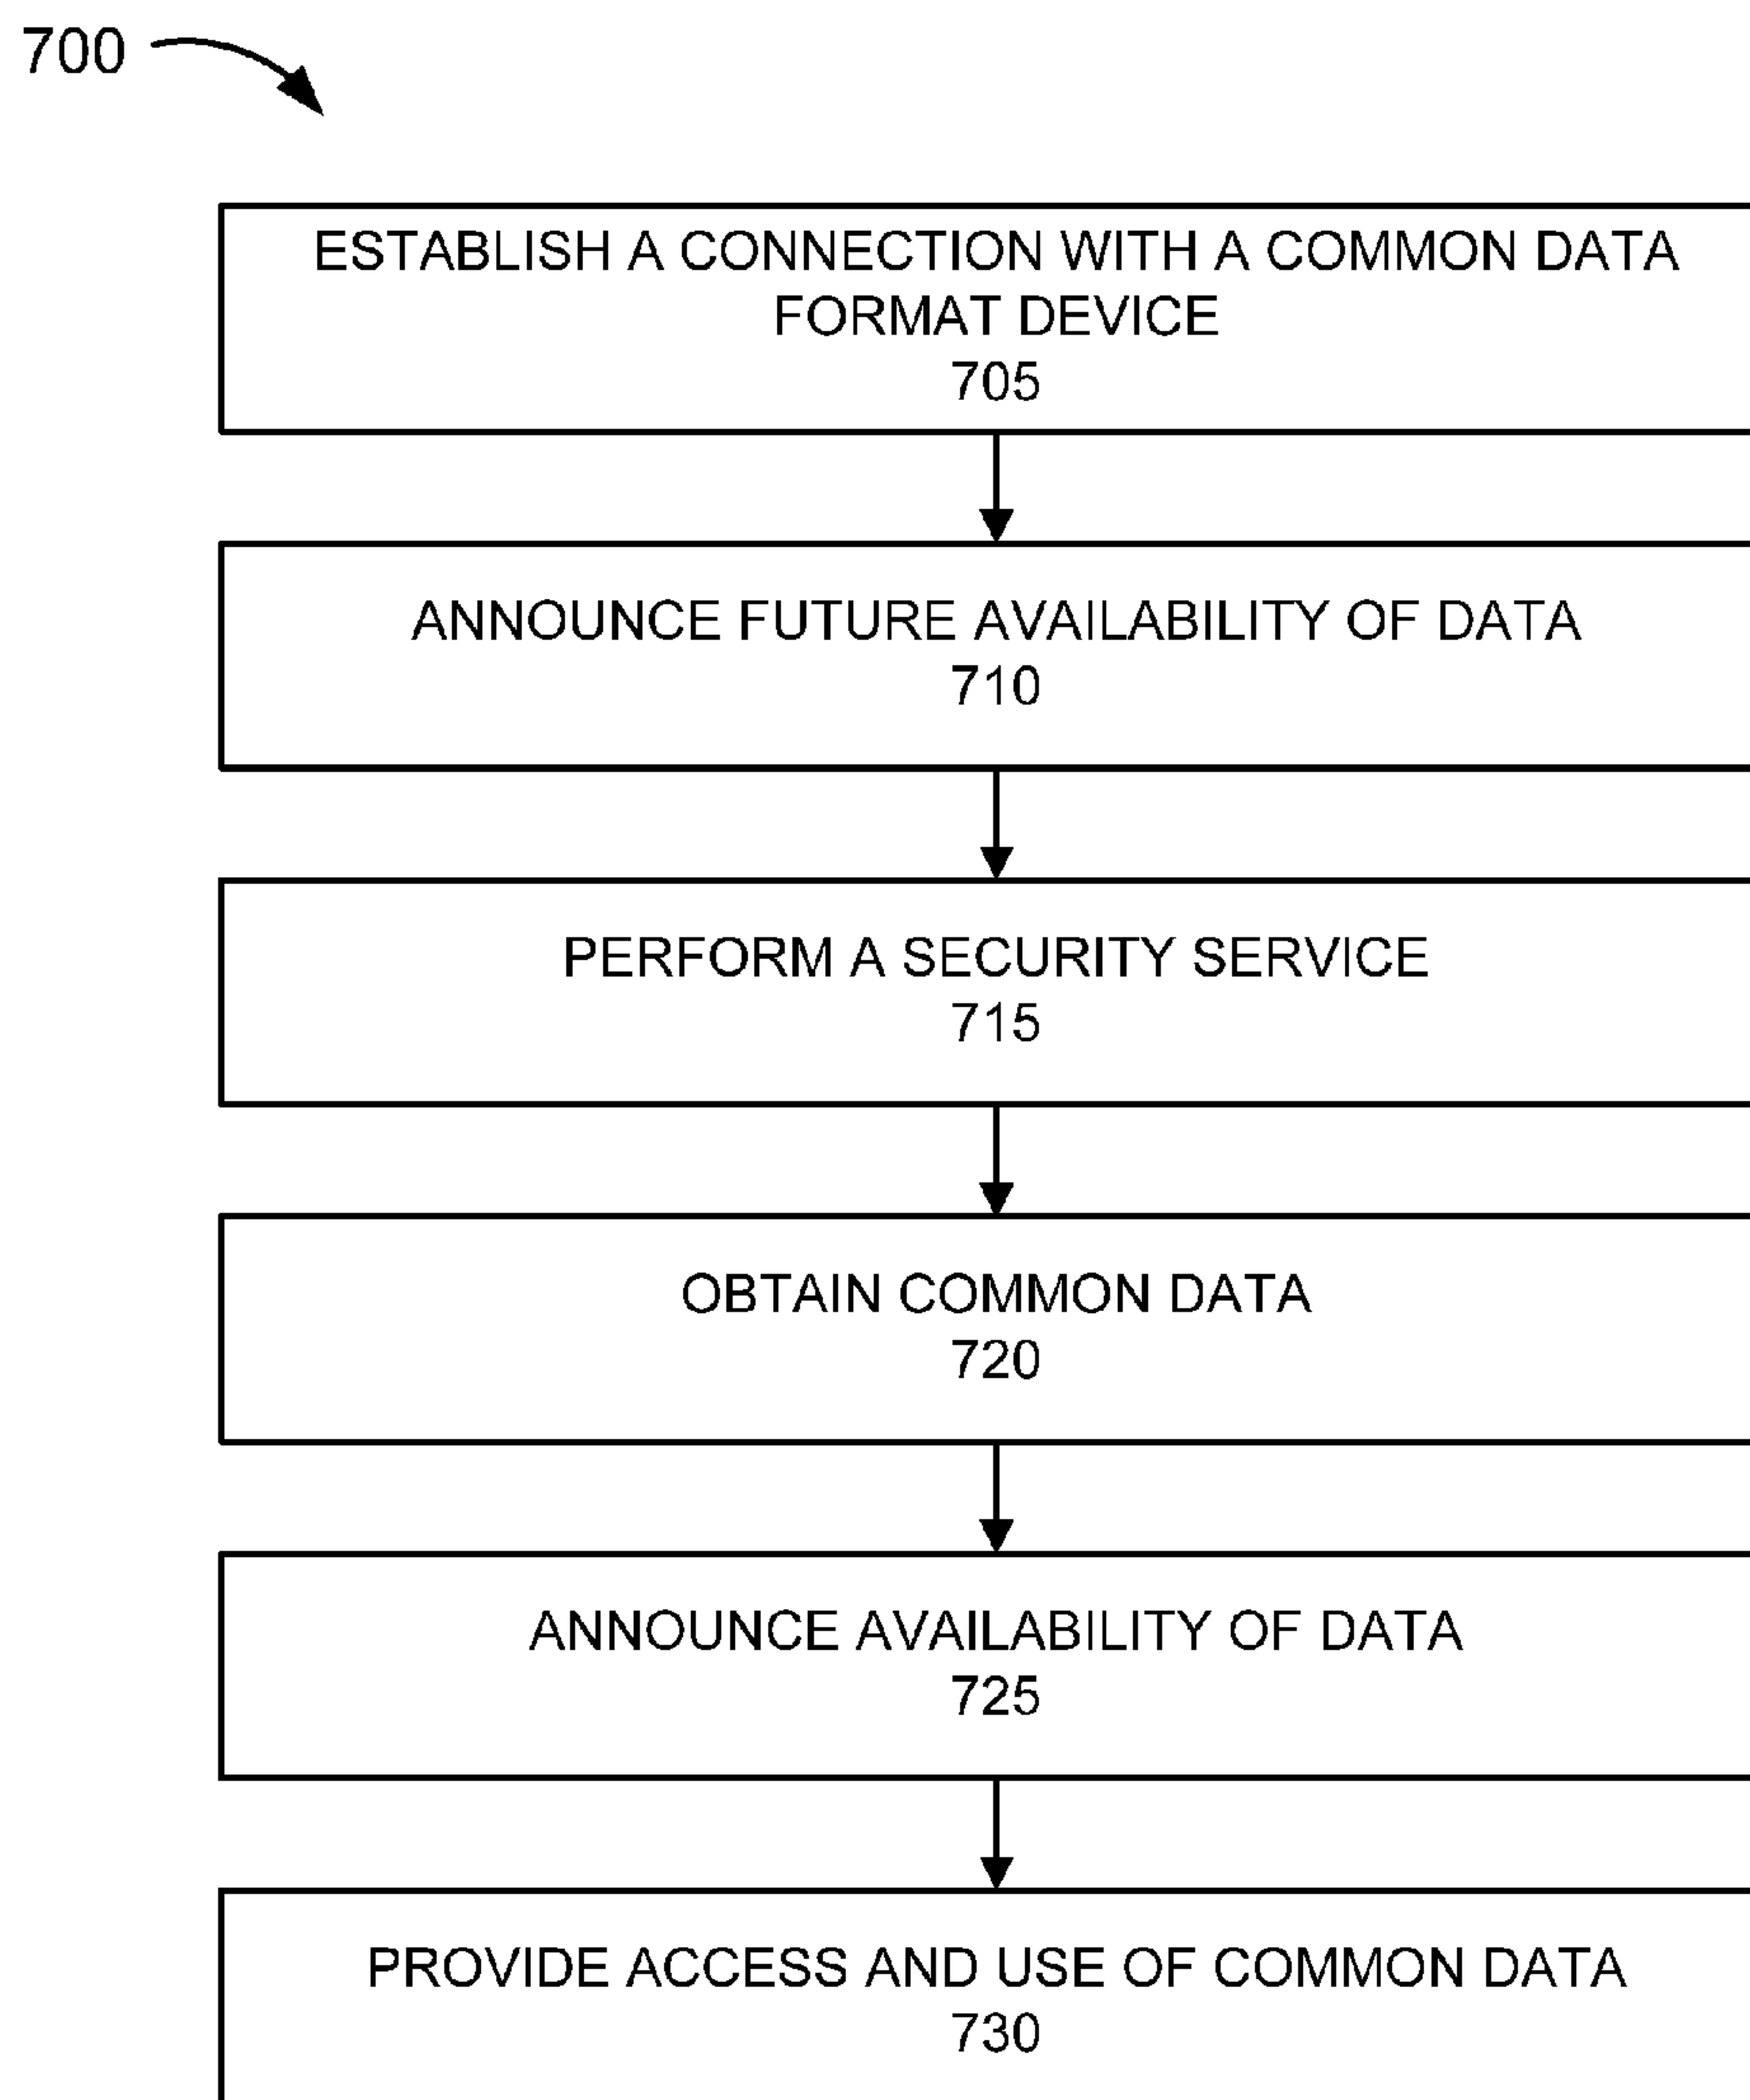 700
ESTABLISH A CONNECTION WITH A COMMON DATA
FORMAT DEVICE
705
ANNOUNCE FUTURE AVAILABILITY OF DATA
710
PERFORM A SECURITY SERVICE
715
OBTAIN COMMON DATA
720
ANNOUNCE AVAILABILITY OF DATA
725
PROVIDE ACCESS AND USE OF COMMON DATA
730